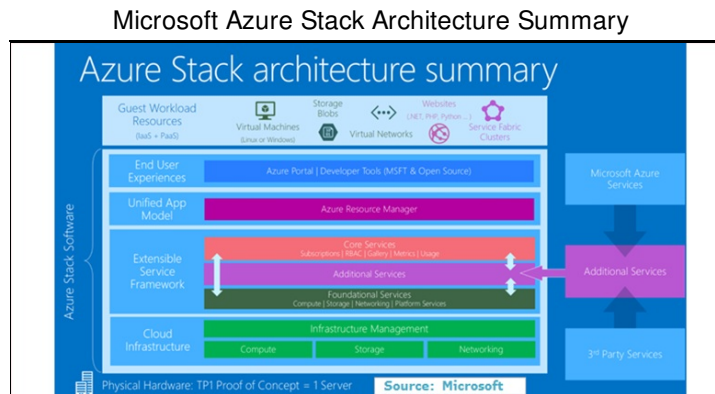 Microsoft Azure Stack Architecture Summary
Azure Stack architecture summary
Guest Workload
Resources
(IaaS + PaaS)
Virtual Machines
(Linux or Windows)
Storage
Blobs
Virtual Networks
Websites
(.NET, PHP, Python ...)
Service Fabric
Clusters
Azure Stack Software
End User
Experiences
Azure Portal | Developer Tools (MSFT & Open Source)
Unified App
Model
Azure Resource Manager
Extensible
Service
Framework
Core Services
Subscriptions | RBAC | Gallery | Metrics | Usage
Additional Services
Foundational Services
Compute | Storage | Networking | Platform Services
Cloud
Infrastructure
Infrastructure Management
Compute
Storage
Networking
Microsoft Azure
Services
Additional Services
3rd Party Services
Physical Hardware: TP1 Proof of Concept = 1 Server
Source: Microsoft